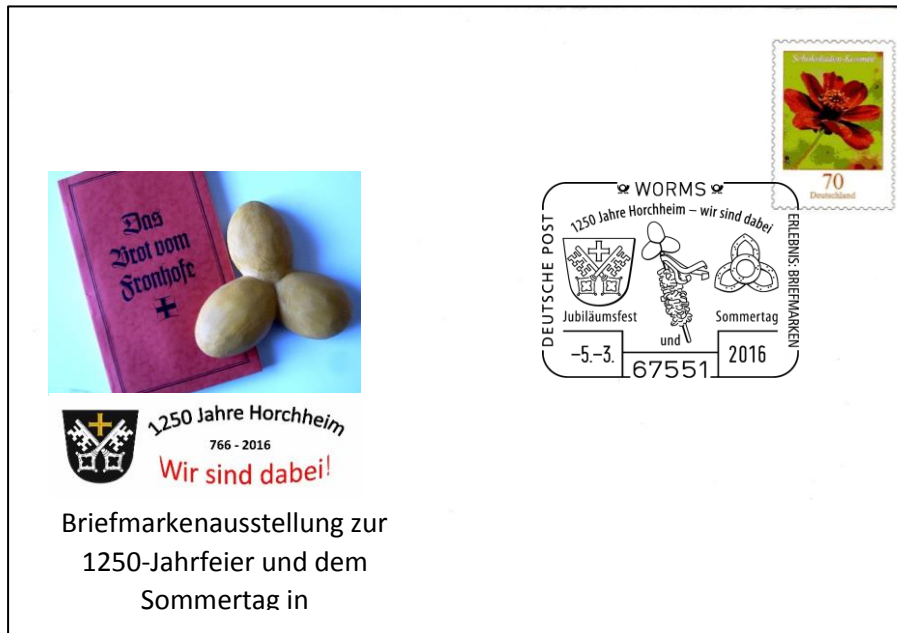 Schokoladen-Kosmee
70
Deutschland
WORMS
1250 Jahre Horchheim – wir sind dabei
DEUTSCHE POST
ERLEBNIS: BRIEFMARKEN
Jubiläumsfest
und
Sommertag
–5.–3.
2016
67551
Das
Brot vom
Fronhofe
1250 Jahre Horchheim
766 - 2016
Wir sind dabei!
Briefmarkenausstellung zur
1250-Jahrfeier und dem
Sommertag in